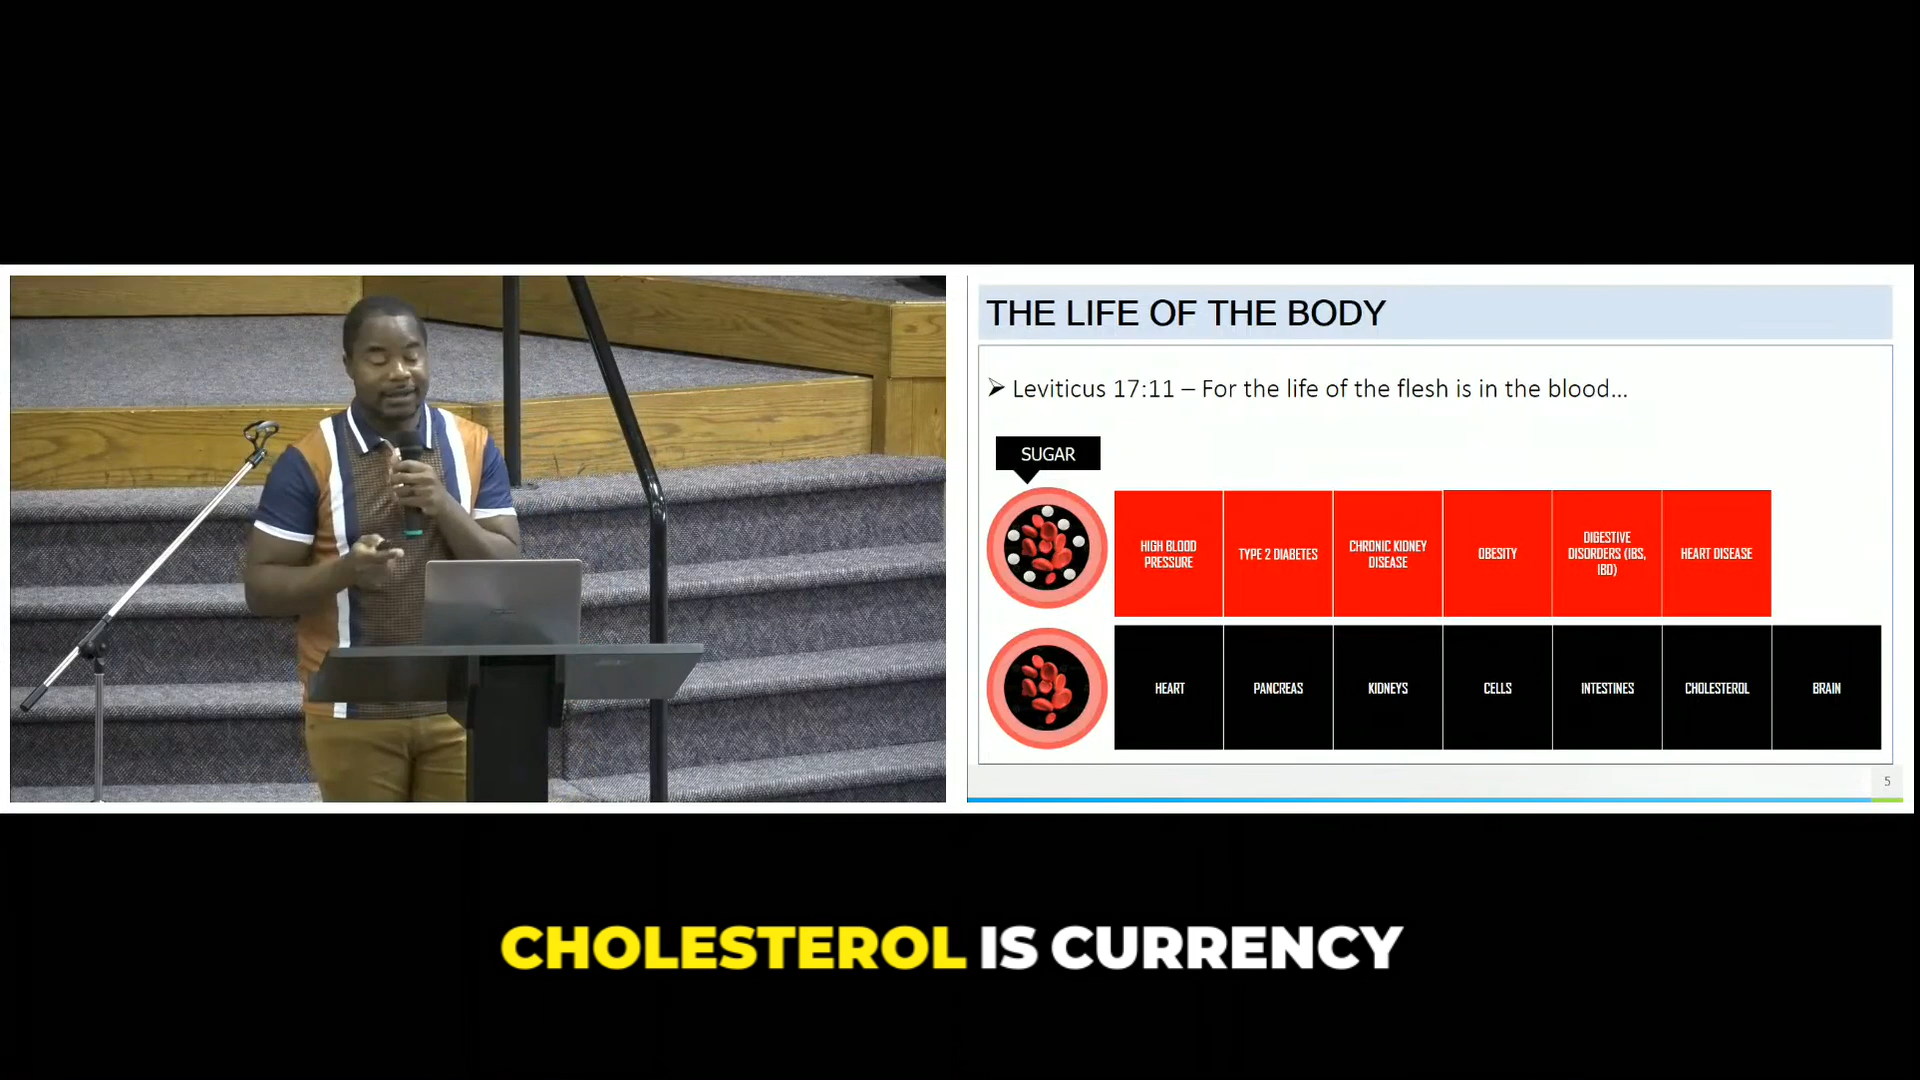 THE LIFE OF THE BODY
➢ Leviticus 17:11 – For the life of the flesh is in the blood...
SUGAR
HIGH BLOOD
PRESSURE
TYPE 2 DIABETES
CHRONIC KIDNEY
DISEASE
OBESITY
DIGESTIVE
DISORDERS (IBS,
IBD)
HEART DISEASE
HEART
PANCREAS
KIDNEYS
CELLS
INTESTINES
CHOLESTEROL
BRAIN
5
CHOLESTEROL IS CURRENCY